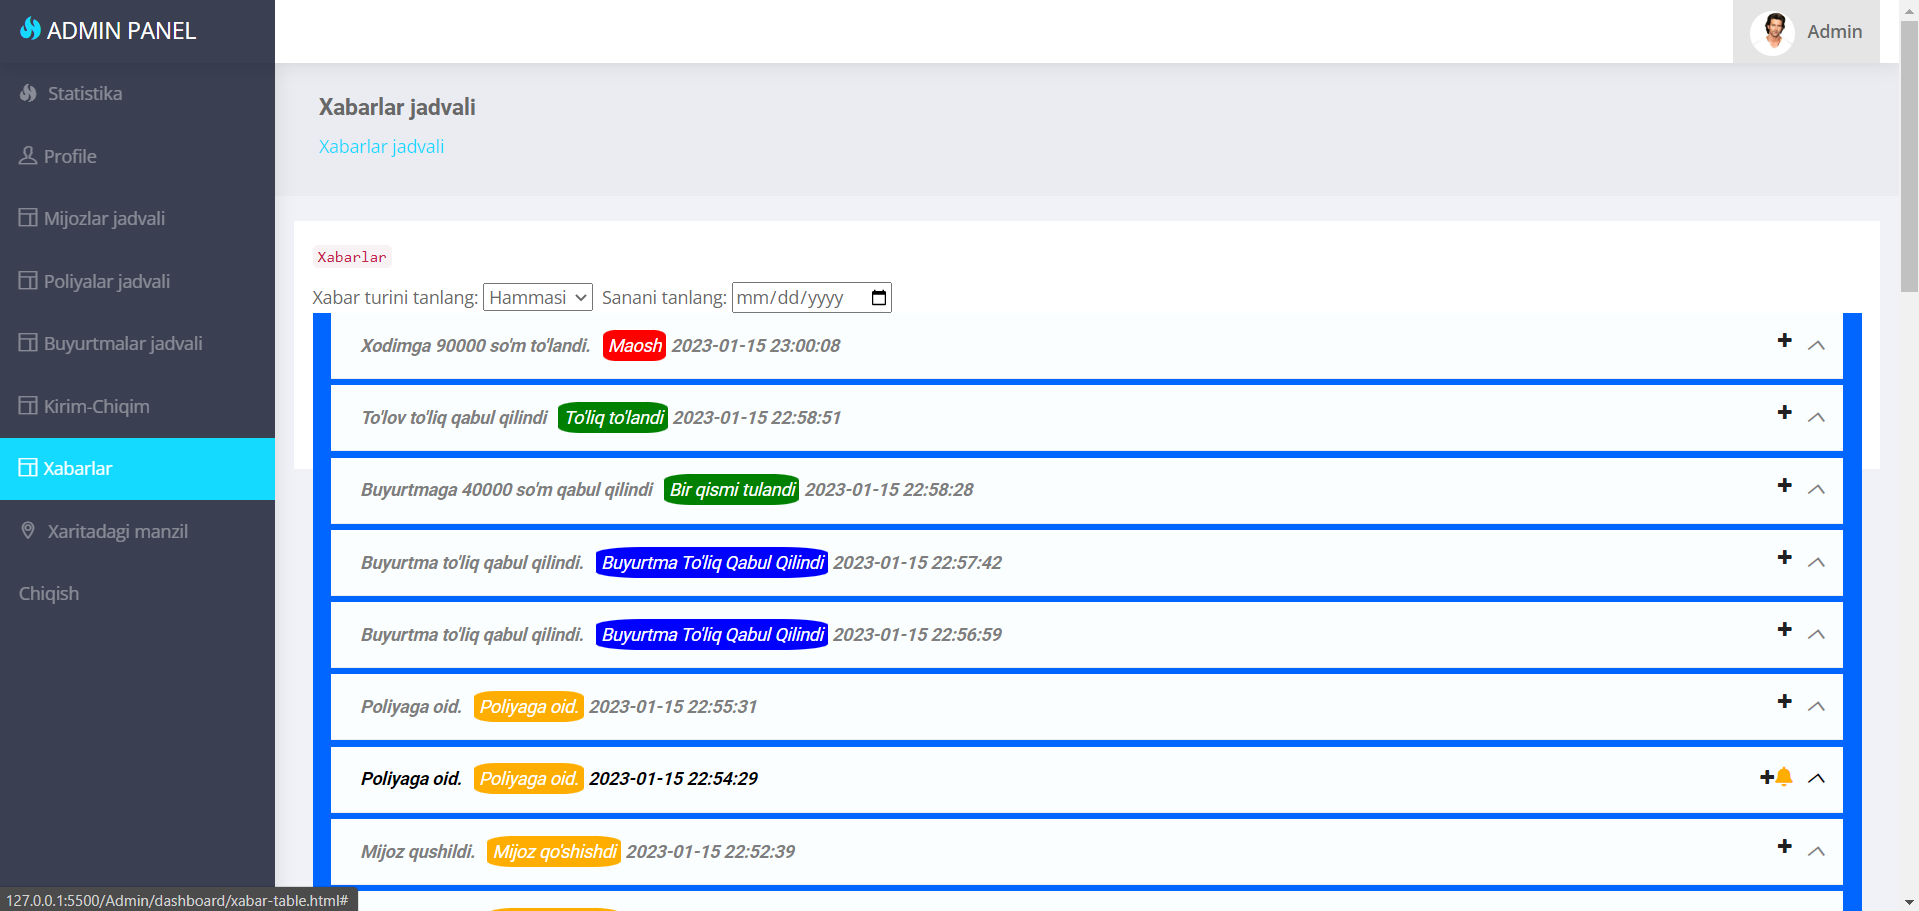 ADMIN PANEL
Admin
Statistika
Profile
Mijozlar jadvali
Poliyalar jadvali
Buyurtmalar jadvali
Kirim-Chiqim
Xabarlar
Xaritadagi manzil
Chiqish
Xabarlar jadvali
Xabarlar jadvali
Xabarlar
Xabar turini tanlang: Hammasi Sanani tanlang: mm/dd/yyyy
Xodimga 90000 so'm to'landi. Maosh 2023-01-15 23:00:08
To'lov to'liq qabul qilindi To'liq to'landi 2023-01-15 22:58:51
Buyurtmaga 40000 so'm qabul qilindi Bir qismi tulandi 2023-01-15 22:58:28
Buyurtma to'liq qabul qilindi. Buyurtma To'liq Qabul Qilindi 2023-01-15 22:57:42
Buyurtma to'liq qabul qilindi. Buyurtma To'liq Qabul Qilindi 2023-01-15 22:56:59
Poliyaga oid. Poliyaga oid. 2023-01-15 22:55:31
Poliyaga oid. Poliyaga oid. 2023-01-15 22:54:29
Mijoz qushildi. Mijoz qo'shishdi 2023-01-15 22:52:39
127.0.0.1:5500/Admin/dashboard/xabar-table.html#